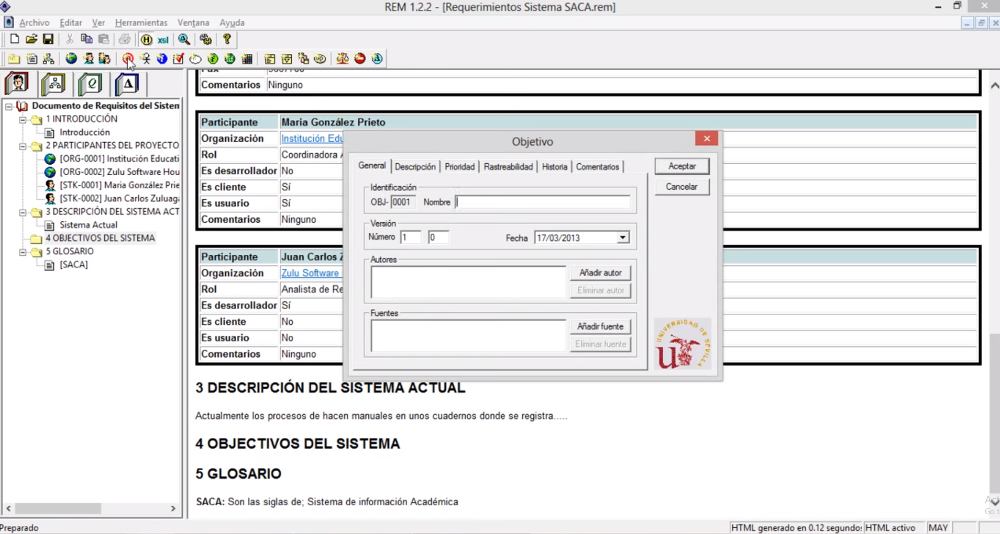 REM 1.2.2 - [Requerimientos Sistema SACA.rem]
Archivo Editar Ver Herramientas Ventana Ayuda
xsl
Documento de Requisitos del Sisten
1 INTRODUCCIÓN
Introducción
2 PARTICIPANTES DEL PROYECTO
[ORG-0001] Institución Educati
[ORG-0002] Zulu Software Hou
[STK-0001] Maria González Prie
[STK-0002] Juan Carlos Zuluaga
3 DESCRIPCIÓN DEL SISTEMA ACT
Sistema Actual
4 OBJECTIVOS DEL SISTEMA
5 GLOSARIO
[SACA]
Comentarios Ninguno
Participante Maria González Prieto
Organización Institución Edu
Rol Coordinadora A
Es desarrollador No
Es cliente Sí
Es usuario Sí
Comentarios Ninguno
Participante Juan Carlos Z
Organización Zulu Software
Rol Analista de Re
Es desarrollador Sí
Es cliente No
Es usuario No
Comentarios Ninguno
3 DESCRIPCIÓN DEL SISTEMA ACTUAL
Actualmente los procesos de hacen manuales en unos cuadernos donde se registra.....
4 OBJECTIVOS DEL SISTEMA
5 GLOSARIO
SACA: Son las siglas de; Sistema de información Académica
Objetivo
General Descripción Prioridad Rastreabilidad Historia Comentarios
Aceptar
Cancelar
Identificación
OBJ- 0001 Nombre
Versión
Número 1 0 Fecha 17/03/2013
Autores
Añadir autor
Eliminar autor
Fuentes
Añadir fuente
Eliminar fuente
UNIVERSIDAD DE SEVILLA
Preparado
HTML generado en 0.12 segundos HTML activo MAY